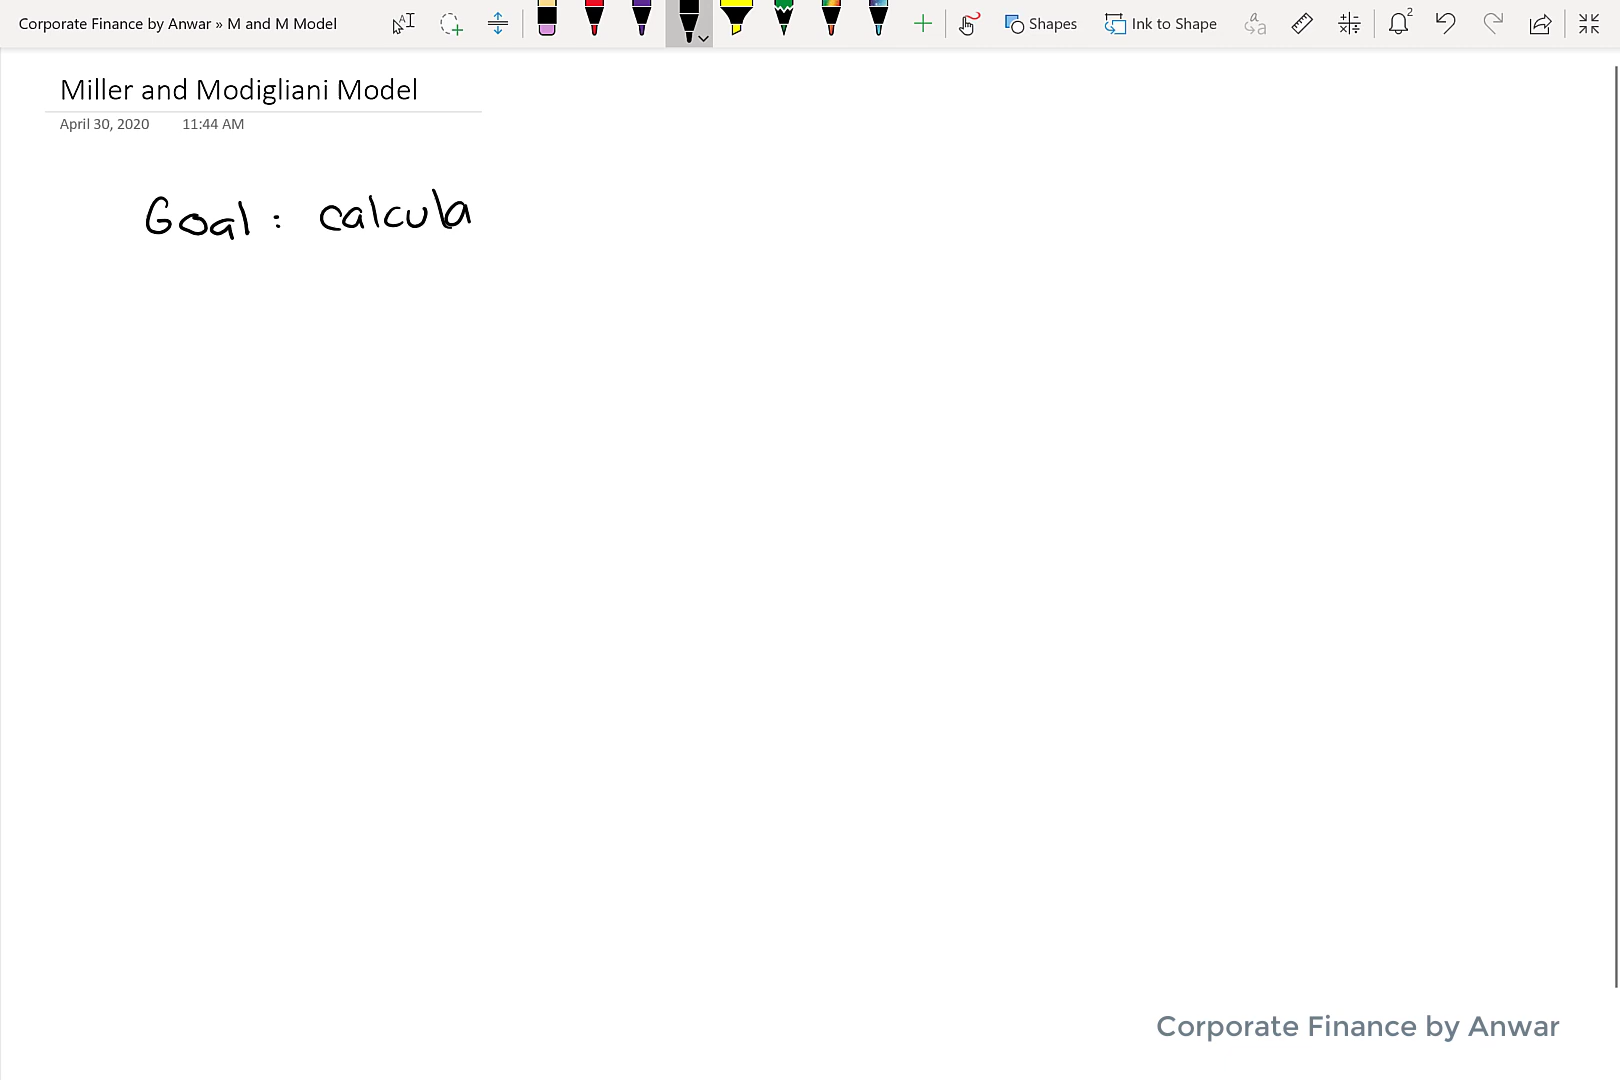 Corporate Finance by Anwar » M and M Model
Shapes
Ink to Shape
2
Miller and Modigliani Model
April 30, 2020 11:44 AM
Goal : calcula
Corporate Finance by Anwar